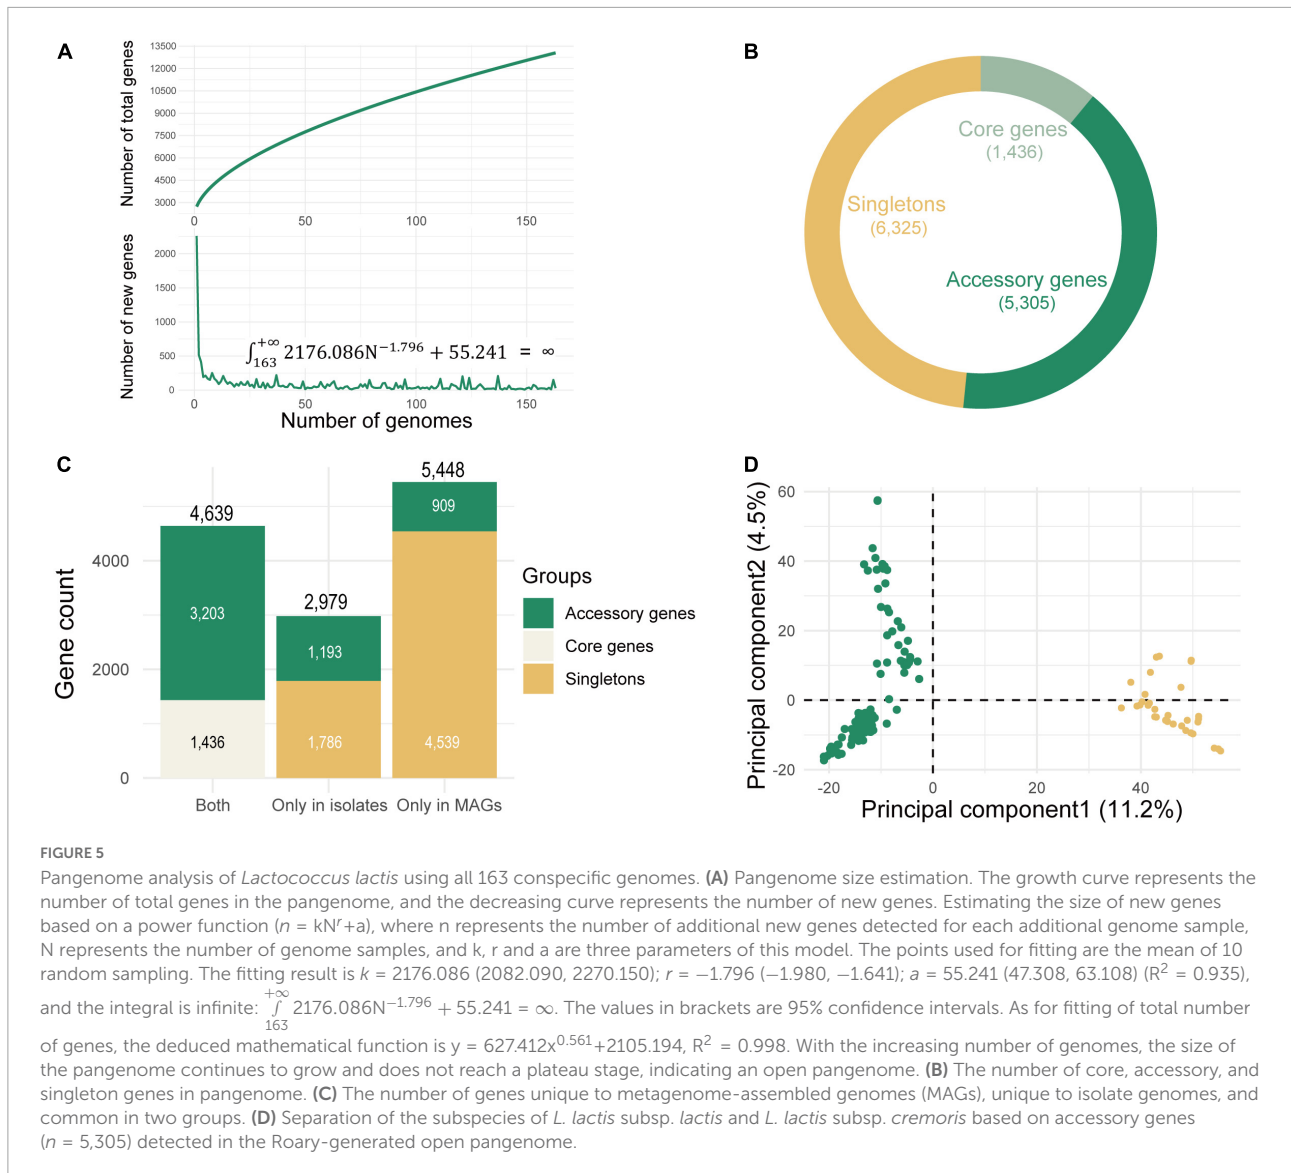 A
Number of total genes
13500
12000
10500
9000
7500
6000
4500
3000
0 50 100 150
Number of new genes
2000
1500
1000
500
0
∫₁₆₃⁺∞ 2176.086N⁻¹·⁷⁹⁶ + 55.241 = ∞
0 50 100 150
Number of genomes
B
Core genes
(1,436)
Singletons
(6,325)
Accessory genes
(5,305)
C
Gene count
4000
2000
0
4,639
3,203
1,436
2,979
1,193
1,786
5,448
909
4,539
Both Only in isolates Only in MAGs
Groups
Accessory genes
Core genes
Singletons
D
Principal component2 (4.5%)
60
40
20
0
-20
-20 0 20 40
Principal component1 (11.2%)
FIGURE 5
Pangenome analysis of Lactococcus lactis using all 163 conspecific genomes. (A) Pangenome size estimation. The growth curve represents the
number of total genes in the pangenome, and the decreasing curve represents the number of new genes. Estimating the size of new genes
based on a power function (n = kNʳ+a), where n represents the number of additional new genes detected for each additional genome sample,
N represents the number of genome samples, and k, r and a are three parameters of this model. The points used for fitting are the mean of 10
random sampling. The fitting result is k = 2176.086 (2082.090, 2270.150); r = −1.796 (−1.980, −1.641); a = 55.241 (47.308, 63.108) (R² = 0.935),
and the integral is infinite: ∫₁₆₃⁺∞ 2176.086N⁻¹·⁷⁹⁶ + 55.241 = ∞. The values in brackets are 95% confidence intervals. As for fitting of total number
of genes, the deduced mathematical function is y = 627.412x⁰·⁵⁶¹+2105.194, R² = 0.998. With the increasing number of genomes, the size of
the pangenome continues to grow and does not reach a plateau stage, indicating an open pangenome. (B) The number of core, accessory, and
singleton genes in pangenome. (C) The number of genes unique to metagenome-assembled genomes (MAGs), unique to isolate genomes, and
common in two groups. (D) Separation of the subspecies of L. lactis subsp. lactis and L. lactis subsp. cremoris based on accessory genes
(n = 5,305) detected in the Roary-generated open pangenome.